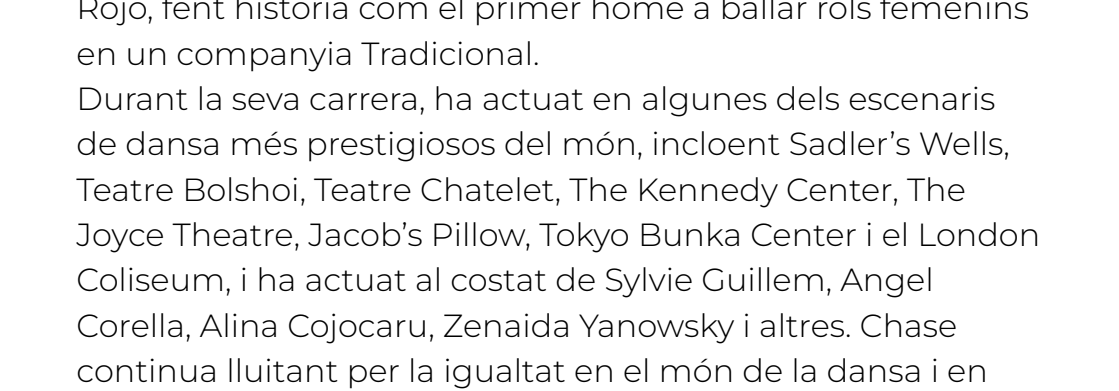 Rojo, fent història com el primer home a ballar rols femenins
en un companyia Tradicional.
Durant la seva carrera, ha actuat en algunes dels escenaris
de dansa més prestigiosos del món, incloent Sadler’s Wells,
Teatre Bolshoi, Teatre Chatelet, The Kennedy Center, The
Joyce Theatre, Jacob’s Pillow, Tokyo Bunka Center i el London
Coliseum, i ha actuat al costat de Sylvie Guillem, Angel
Corella, Alina Cojocaru, Zenaida Yanowsky i altres. Chase
continua lluitant per la igualtat en el món de la dansa i en